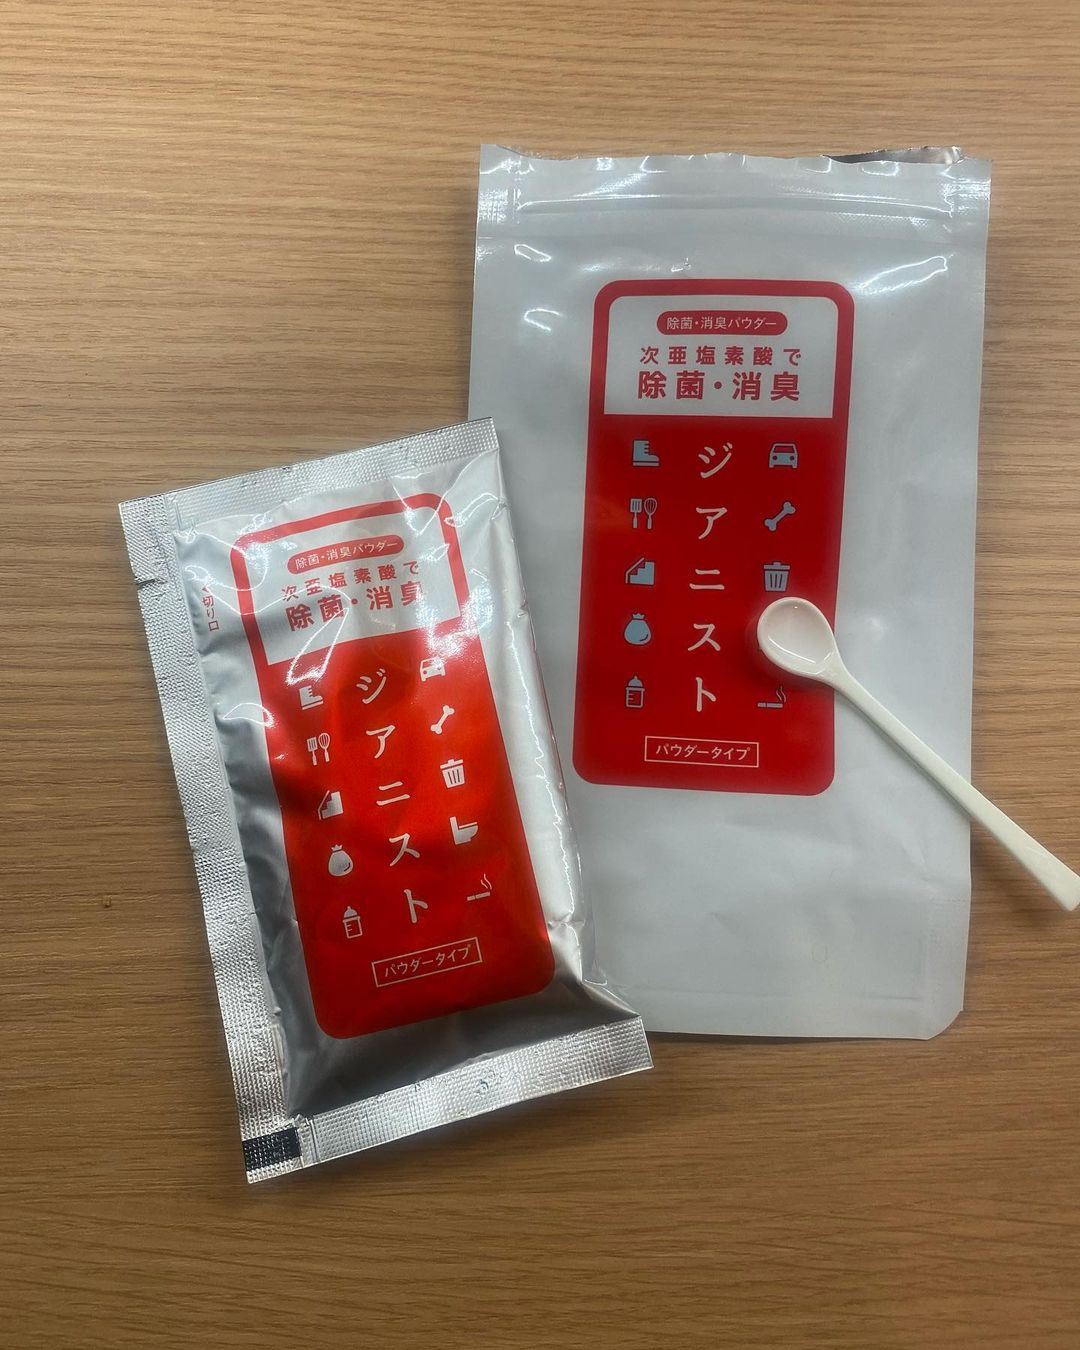 除菌・消臭パウダー
次亜塩素酸で
除菌・消臭
ジアニスト
パウダータイプ
切り口
除菌・消臭パウダー
次亜塩素酸で
除菌・消臭
ジアニスト
パウダータイプ